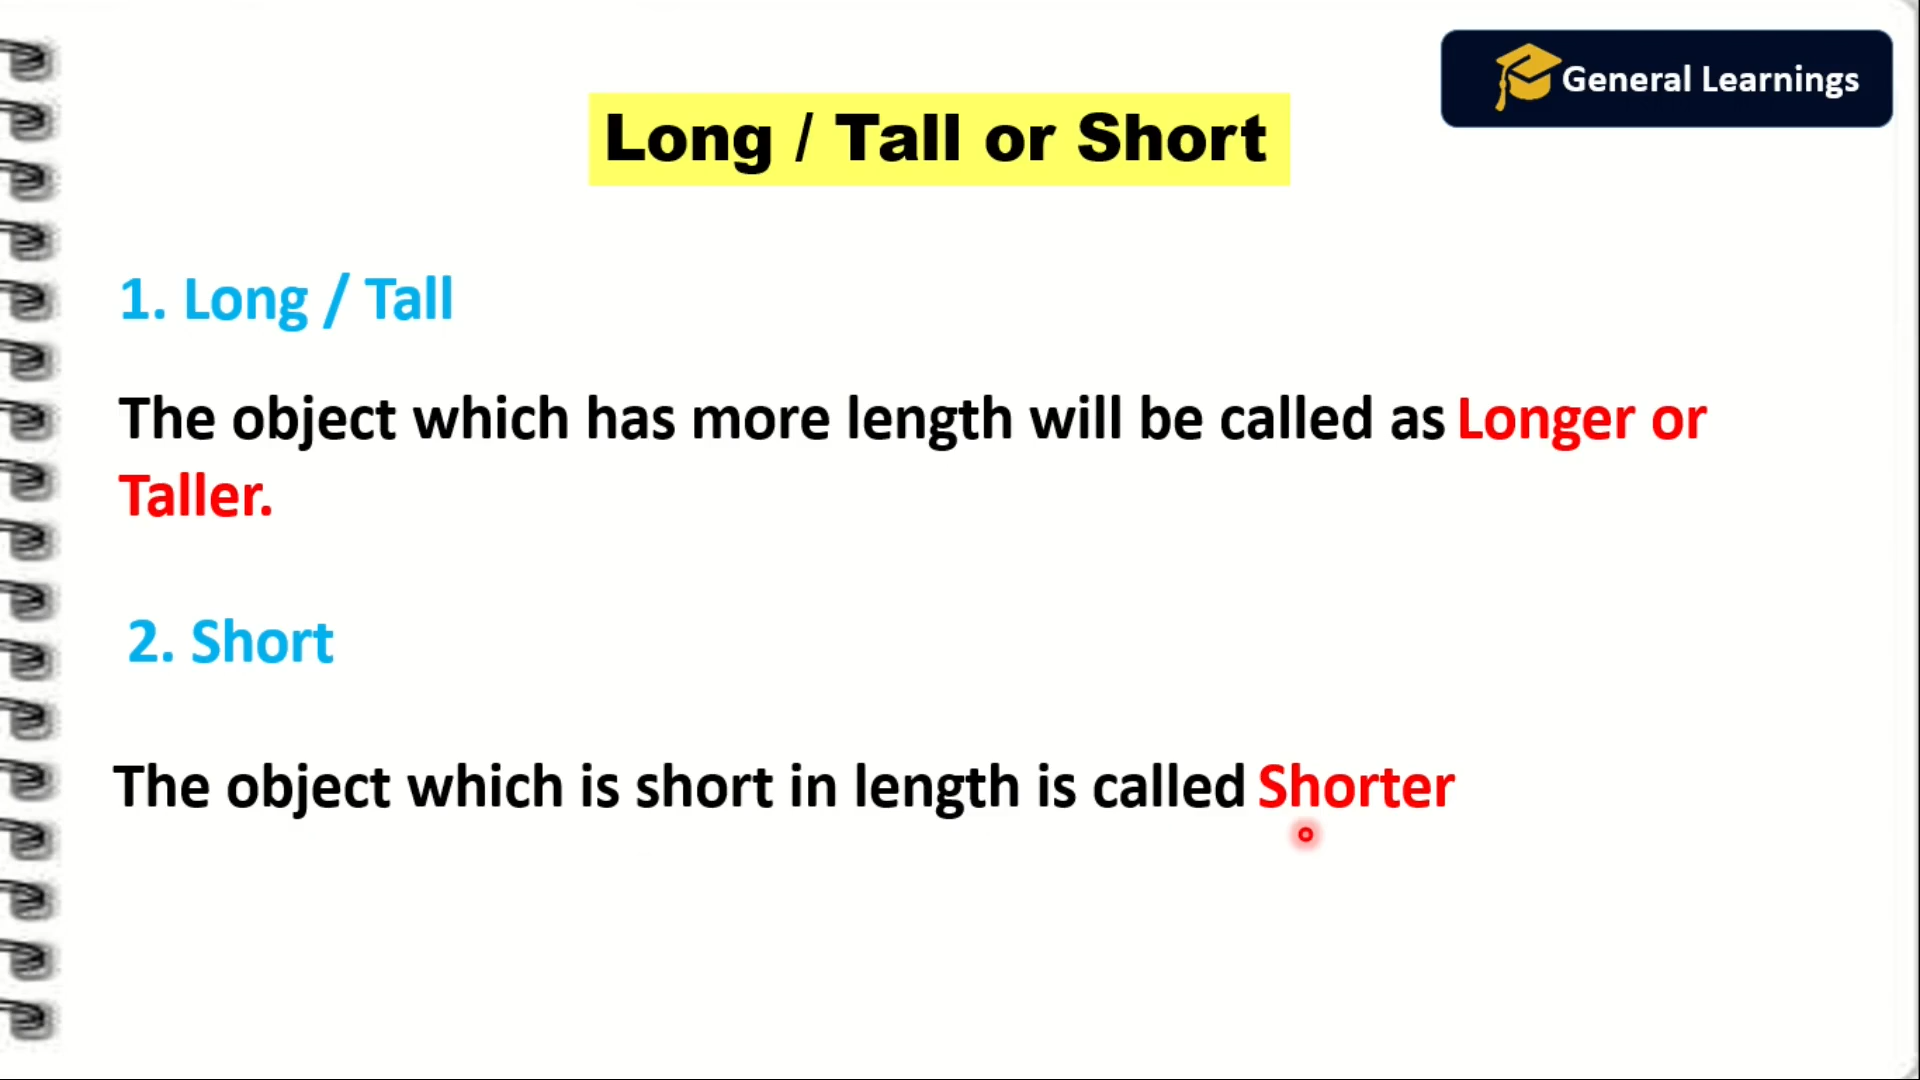 General Learnings
Long / Tall or Short
1. Long / Tall
The object which has more length will be called as Longer or
Taller.
2. Short
The object which is short in length is called Shorter